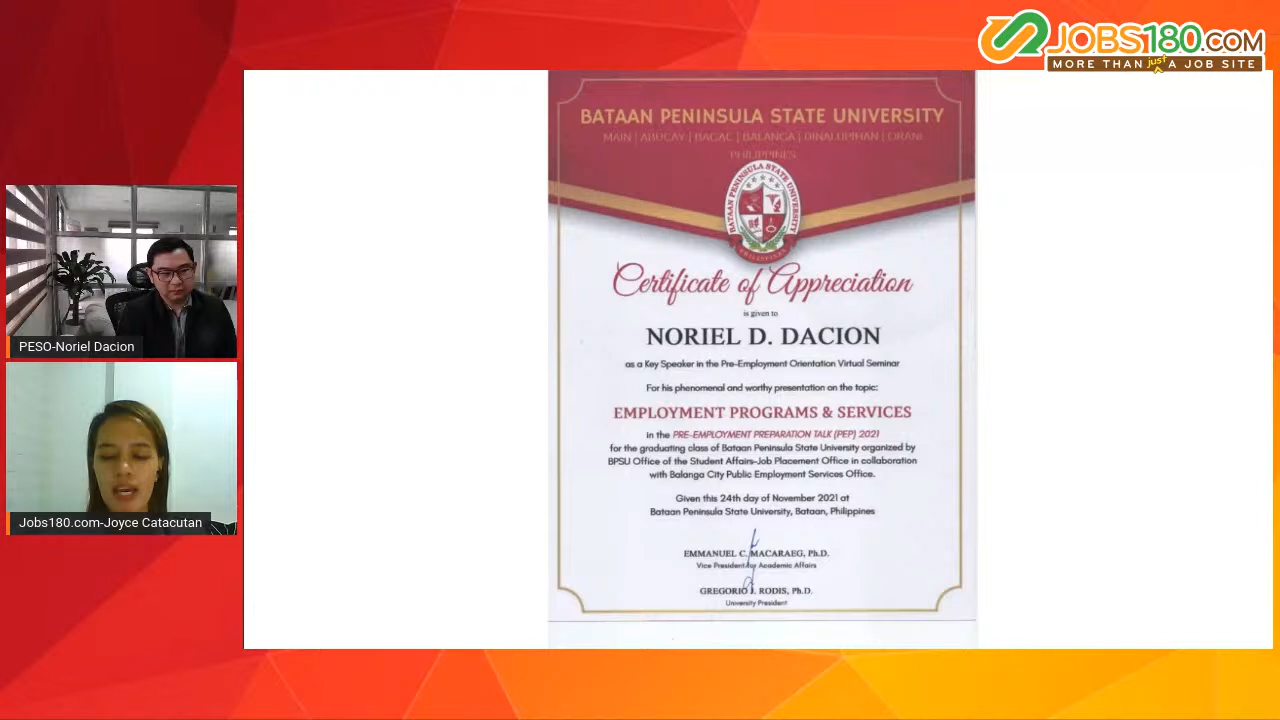 JOBS180.COM
MORE THAN just A JOB SITE
BATAAN PENINSULA STATE UNIVERSITY
MAIN | ABUCAY | BAGAC | BALANGA | DINALUPIHAN | ORANI
PHILIPPINES
BATAAN PENINSULA STATE UNIVERSITY
PHILIPPINES
Certificate of Appreciation
is given to
NORIEL D. DACION
as a Key Speaker in the Pre-Employment Orientation Virtual Seminar
For his phenomenal and worthy presentation on the topic:
EMPLOYMENT PROGRAMS & SERVICES
in the PRE-EMPLOYMENT PREPARATION TALK (PEP) 2021
for the graduating class of Bataan Peninsula State University organized by
BPSU Office of the Student Affairs-Job Placement Office in collaboration
with Balanga City Public Employment Services Office.
Given this 24th day of November 2021 at
Bataan Peninsula State University, Bataan, Philippines
EMMANUEL C. MACARAEG, Ph.D.
Vice President for Academic Affairs
GREGORIO J. RODIS, Ph.D.
University President
PESO-Noriel Dacion
Jobs180.com-Joyce Catacutan